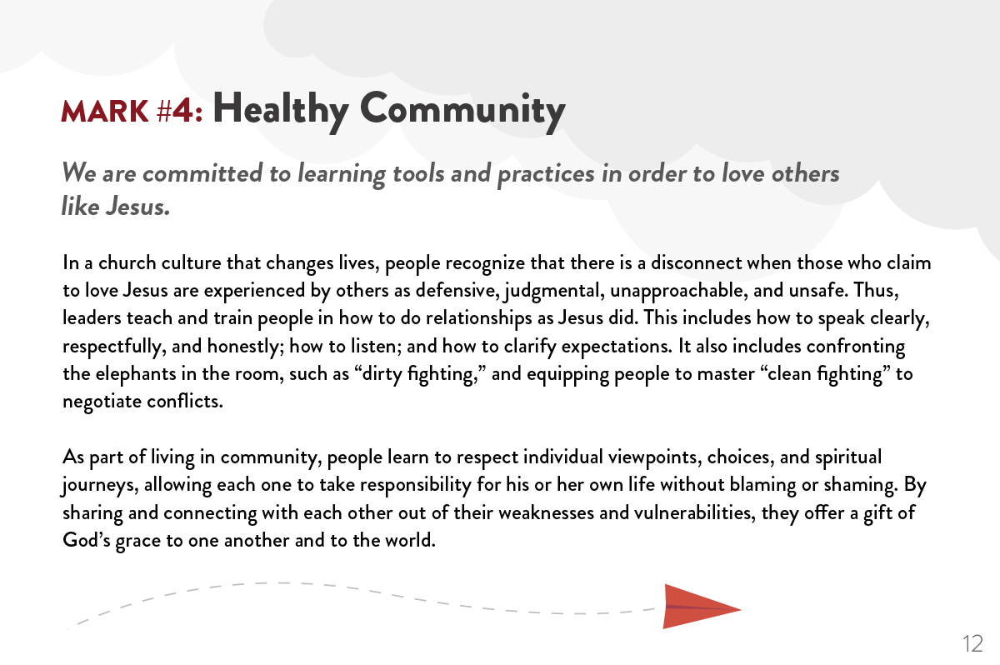 MARK #4: Healthy Community
We are committed to learning tools and practices in order to love others
like Jesus.
In a church culture that changes lives, people recognize that there is a disconnect when those who claim
to love Jesus are experienced by others as defensive, judgmental, unapproachable, and unsafe. Thus,
leaders teach and train people in how to do relationships as Jesus did. This includes how to speak clearly,
respectfully, and honestly; how to listen; and how to clarify expectations. It also includes confronting
the elephants in the room, such as “dirty fighting,” and equipping people to master “clean fighting” to
negotiate conflicts.
As part of living in community, people learn to respect individual viewpoints, choices, and spiritual
journeys, allowing each one to take responsibility for his or her own life without blaming or shaming. By
sharing and connecting with each other out of their weaknesses and vulnerabilities, they offer a gift of
God’s grace to one another and to the world.
12